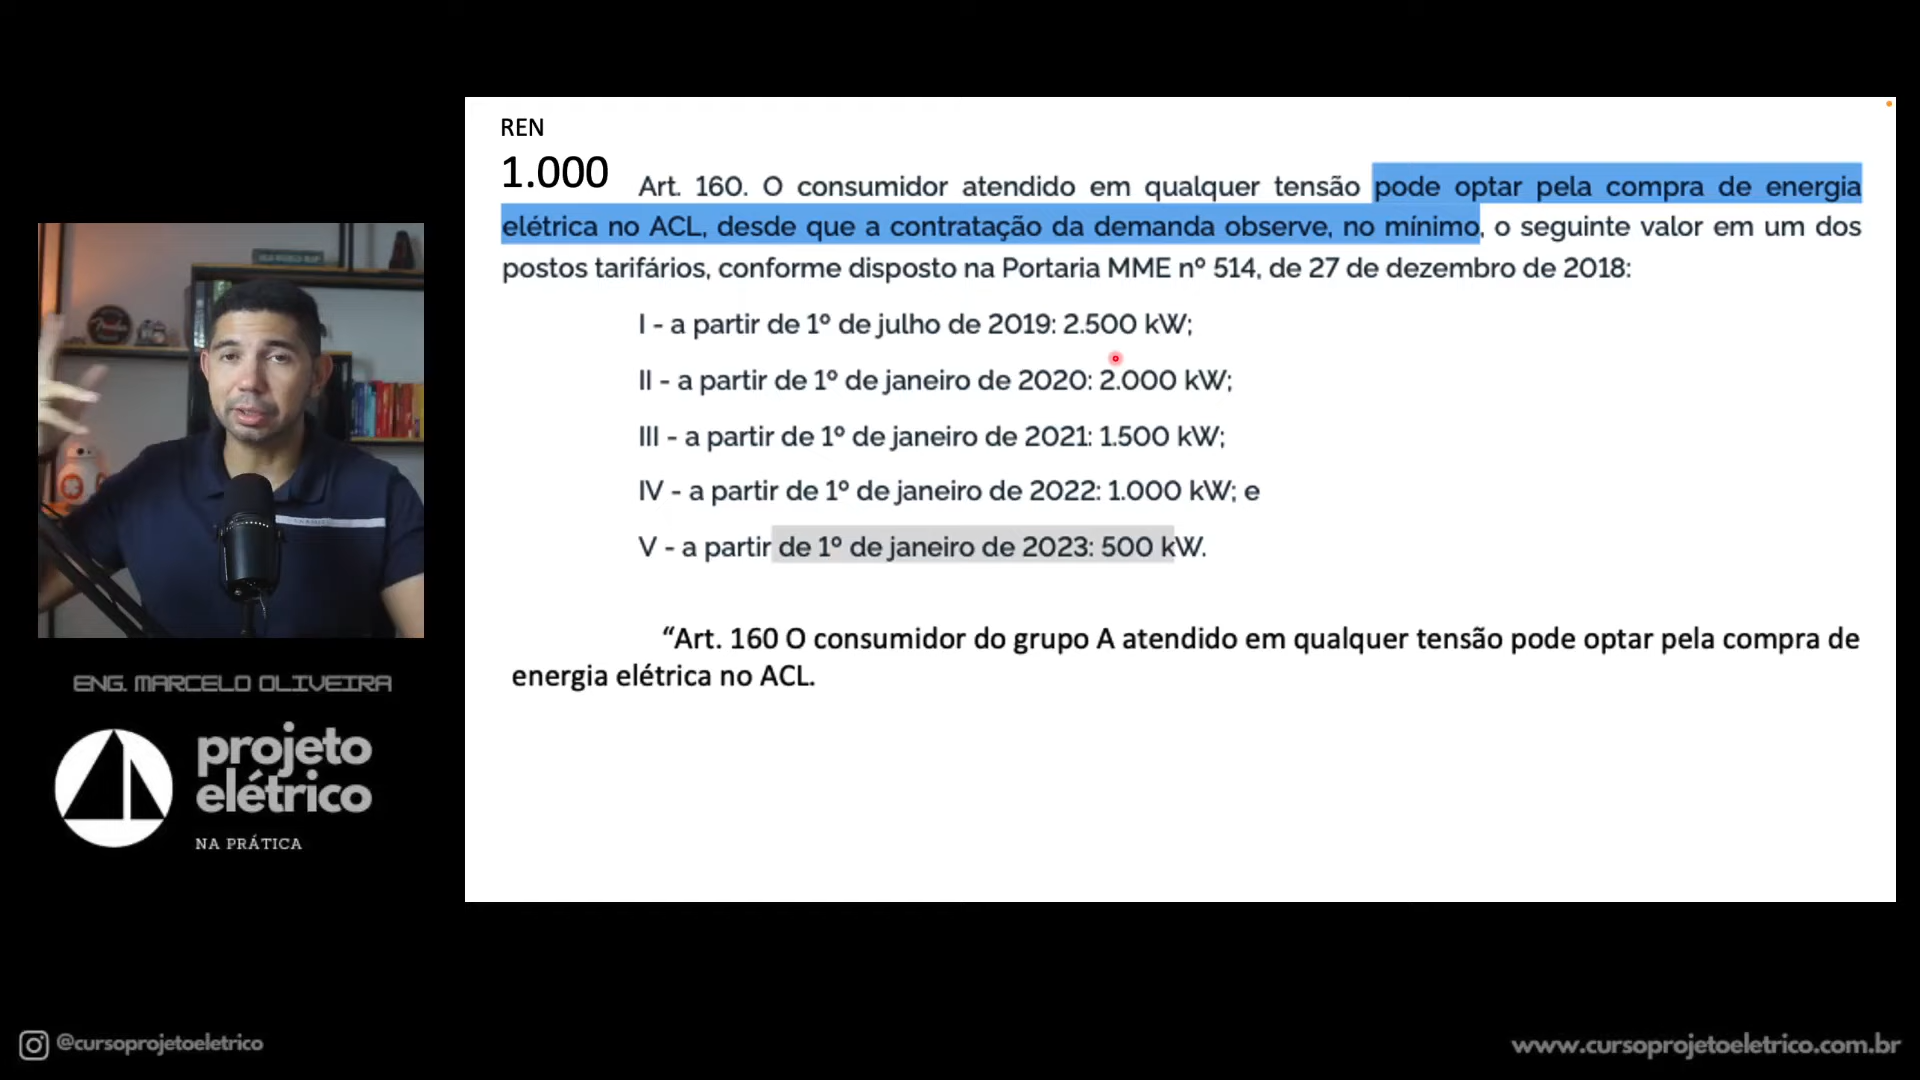 REN
1.000
Art. 160. O consumidor atendido em qualquer tensão pode optar pela compra de energia
elétrica no ACL, desde que a contratação da demanda observe, no mínimo, o seguinte valor em um dos
postos tarifários, conforme disposto na Portaria MME nº 514, de 27 de dezembro de 2018:
I - a partir de 1º de julho de 2019: 2.500 kW;
II - a partir de 1º de janeiro de 2020: 2.000 kW;
III - a partir de 1º de janeiro de 2021: 1.500 kW;
IV - a partir de 1º de janeiro de 2022: 1.000 kW; e
V - a partir de 1º de janeiro de 2023: 500 kW.
“Art. 160 O consumidor do grupo A atendido em qualquer tensão pode optar pela compra de
energia elétrica no ACL.
ENG. MARCELO OLIVEIRA
projeto
elétrico
NA PRÁTICA
@cursoprojetoeletrico
www.cursoprojetoeletrico.com.br